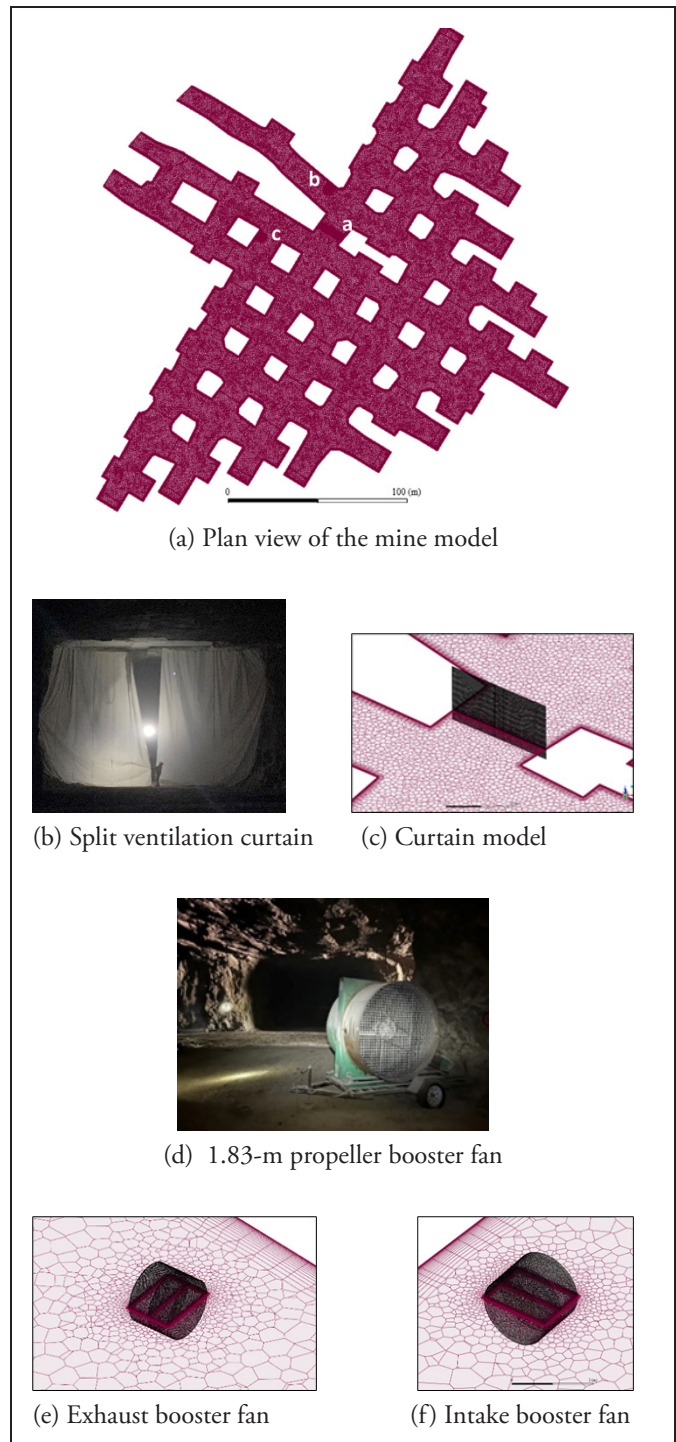 b
a
c
0 100 (m)
(a) Plan view of the mine model
(b) Split ventilation curtain (c) Curtain model
(d) 1.83-m propeller booster fan
(e) Exhaust booster fan (f) Intake booster fan